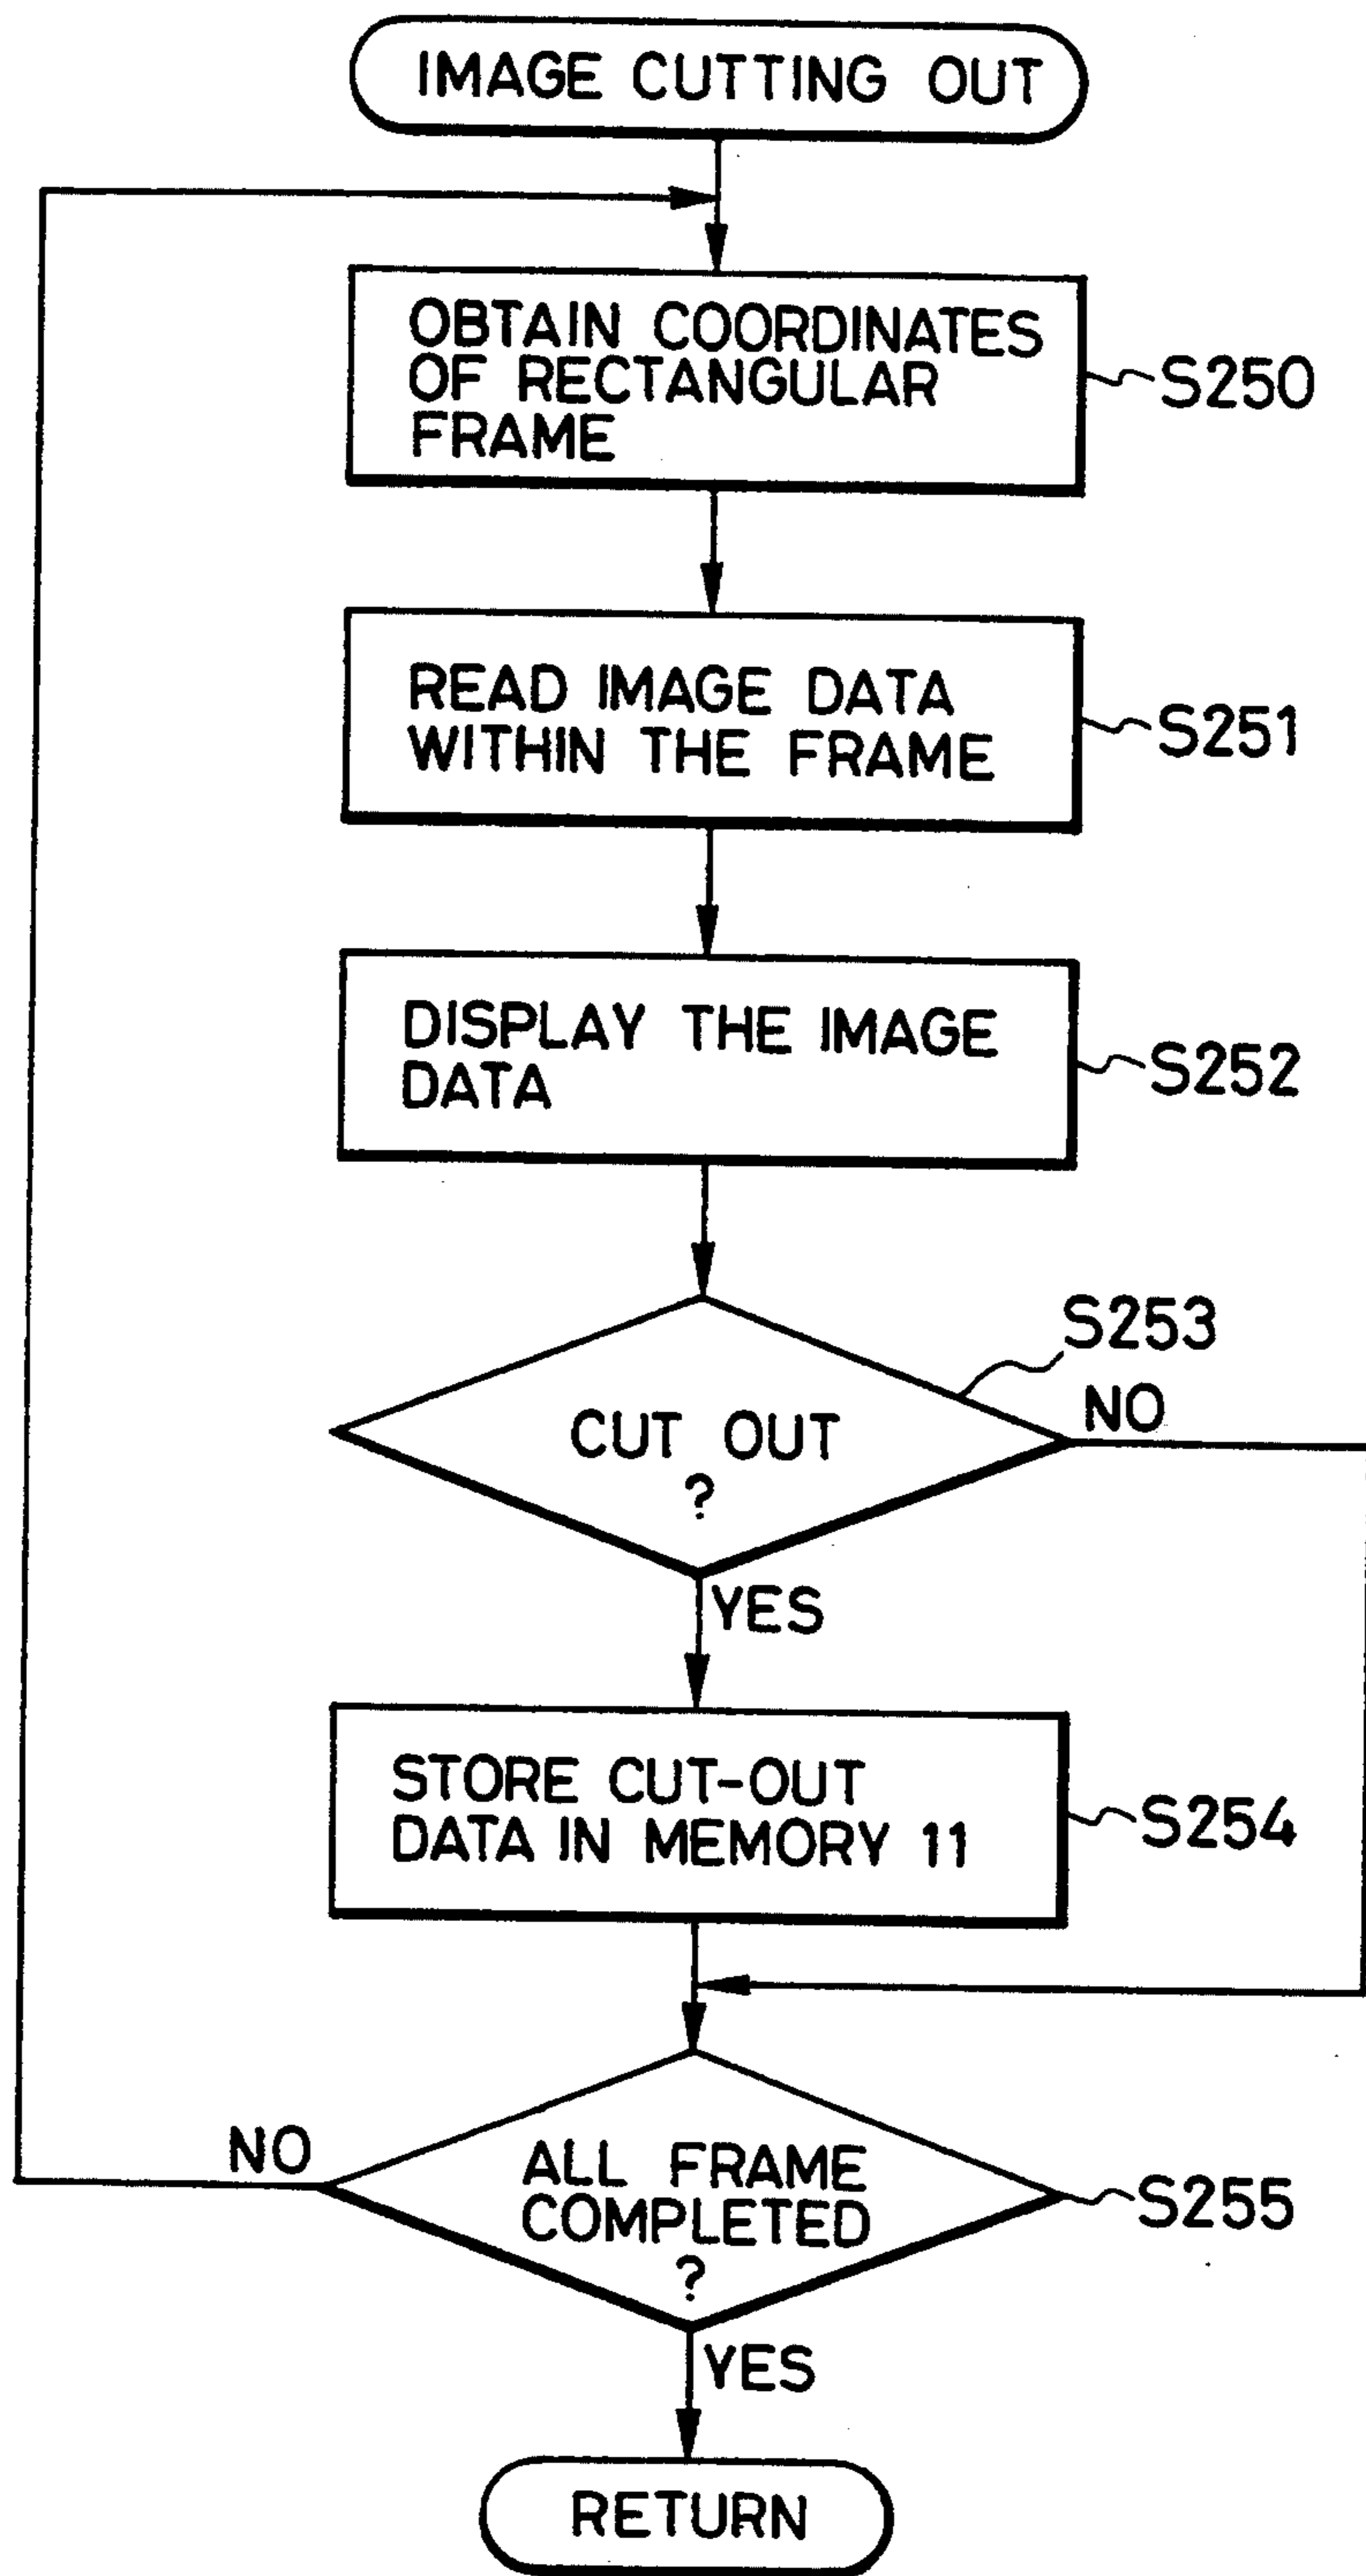 IMAGE CUTTING OUT
OBTAIN COORDINATES
OF RECTANGULAR
FRAME
S250
READ IMAGE DATA
WITHIN THE FRAME
S251
DISPLAY THE IMAGE
DATA
S252
S253
NO
CUT OUT
?
YES
STORE CUT-OUT
DATA IN MEMORY 11
S254
NO
ALL FRAME
COMPLETED
?
S255
YES
RETURN